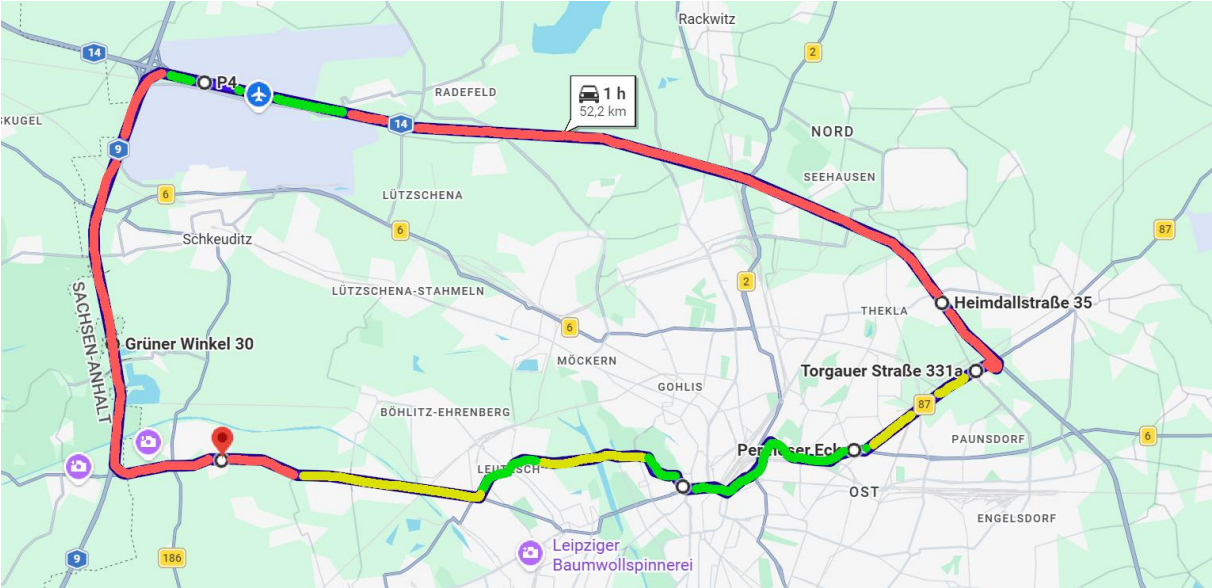 Rackwitz
14
2
P4
1 h
52,2 km
RADEFELD
SKUGEL
14
NORD
9
SEEHAUSEN
6
LÜTZSCHENA
87
6
Schkeuditz
2
LÜTZSCHENA-STAHMELN
Heimdallstraße 35
THEKLA
6
SACHSEN-ANHALT
Grüner Winkel 30
MÖCKERN
Torgauer Straße 331a
GOHLIS
87
BÖHLITZ-EHRENBERG
PAUNSDORF
6
LEUTZSCH
OST
ENGELSDORF
9
186
Leipziger
Baumwollspinnerei